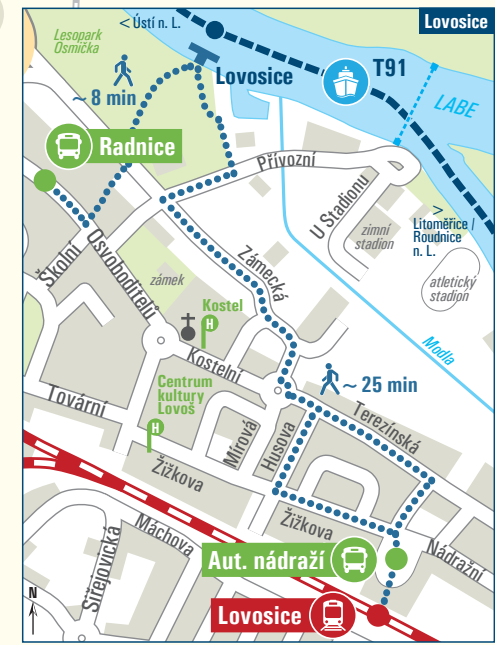 < Ústí n. L.
Lovosice
Lesopark
Osmička
T91
Lovosice
~ 8 min
LABE
Radnice
Přívozní
U Stadionu
>
Litoměřice /
Roudnice
n. L.
zimní
stadion
Školní
Osvoboditelů
Zámecká
atletický
stadion
zámek
Kostel
H
Modla
Kostelní
~ 25 min
Centrum
kultury
Lovoš
H
Tovární
Terezínská
Mírová
Husova
Žižkova
Žižkova
Nádražní
Máchova
Siřejovická
Aut. nádraží
Lovosice
N